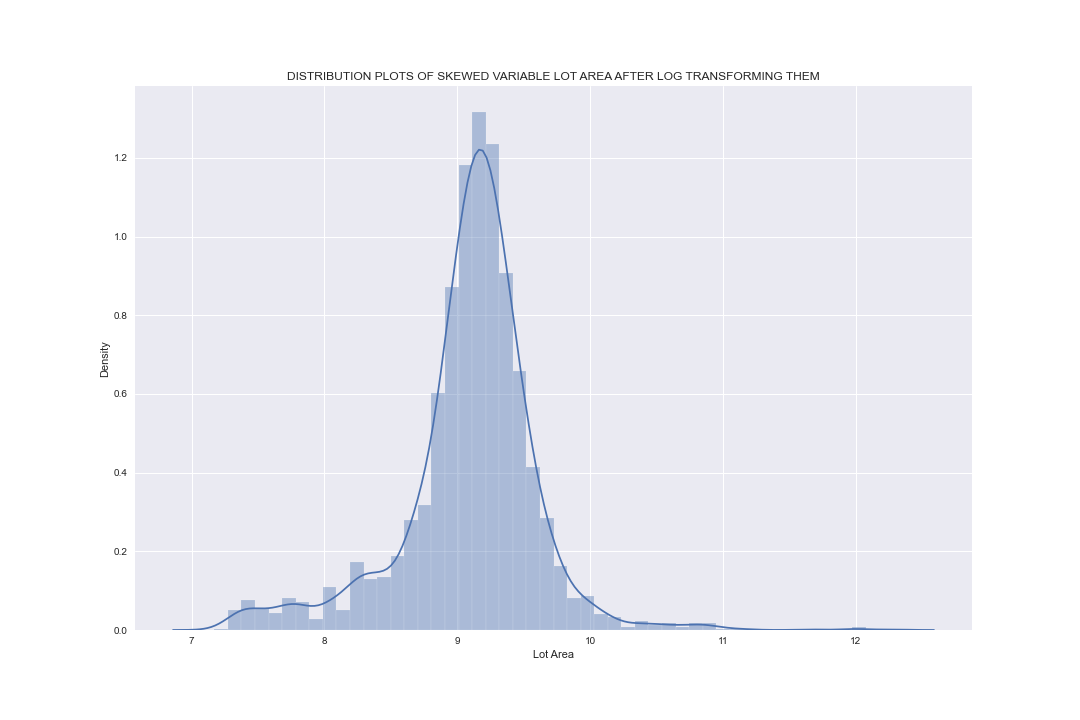 DISTRIBUTION PLOTS OF SKEWED VARIABLE LOT AREA AFTER LOG TRANSFORMING THEM
1.2
1.0
0.8
0.6
0.4
0.2
0.0
Density
7 8 9 10 11 12
Lot Area